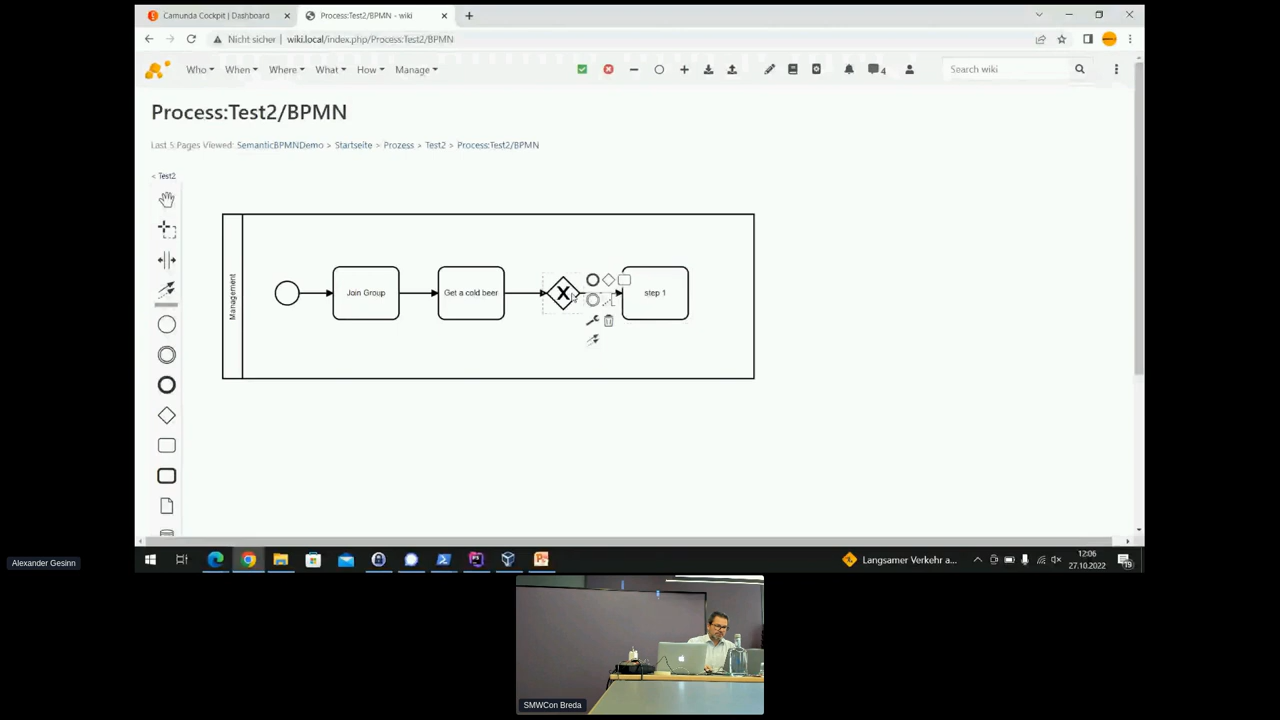 Camunda Cockpit | Dashboard
Process:Test2/BPMN - wiki
Nicht sicher | wiki.local/index.php/Process:Test2/BPMN
Who When Where What How Manage
4
Search wiki
Process:Test2/BPMN
Last 5 Pages Viewed: SemanticBPMNDemo > Startseite > Prozess > Test2 > Process:Test2/BPMN
< Test2
Management
Join Group
Get a cold beer
X
step 1
Alexander Gesinn
Langsamer Verkehr a...
12:06
27.10.2022
19
SMWCon Breda